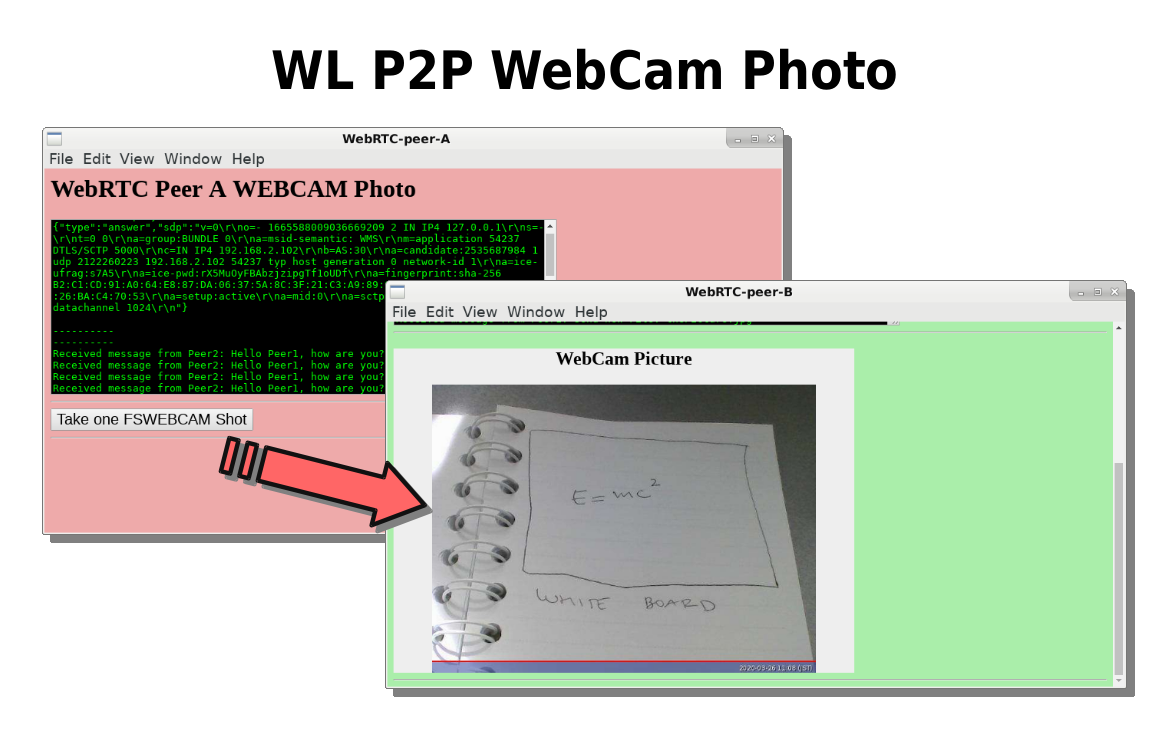 WL P2P WebCam Photo
WebRTC-peer-A
File Edit View Window Help
WebRTC Peer A WEBCAM Photo
{"type":"answer","sdp":"v=0\r\no=- 1665588009036669209 2 IN IP4 127.0.0.1\r\ns=-
\r\nt=0 0\r\na=group:BUNDLE 0\r\na=msid-semantic: WMS\r\nm=application 54237
DTLS/SCTP 5000\r\nc=IN IP4 192.168.2.102\r\nb=AS:30\r\na=candidate:2535687984 1
udp 2122260223 192.168.2.102 54237 typ host generation 0 network-id 1\r\na=ice-
ufrag:s7A5\r\na=ice-pwd:rX5MuOyFBAbzjzipgTf1oUDf\r\na=fingerprint:sha-256
B2:C1:CD:91:A0:64:E8:87:DA:06:37:5A:8C:3F:21:C3:A9:89:
:26:BA:C4:70:53\r\na=setup:active\r\na=mid:0\r\na=sctp
datachannel 1024\r\n"}
----------
----------
Received message from Peer2: Hello Peer1, how are you?
Received message from Peer2: Hello Peer1, how are you?
Received message from Peer2: Hello Peer1, how are you?
Received message from Peer2: Hello Peer1, how are you?
Take one FSWEBCAM Shot
WebRTC-peer-B
File Edit View Window Help
WebCam Picture
E=mc²
WHITE BOARD
2020-03-26 11:08 (JST)